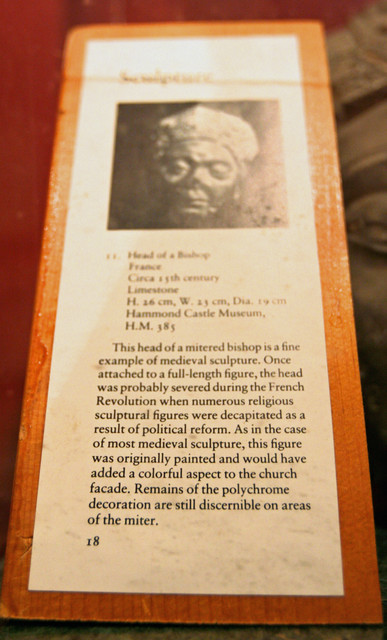 Sculpture
11. Head of a Bishop
France
Circa 15th century
Limestone
H. 26 cm, W. 23 cm, Dia. 19 cm
Hammond Castle Museum,
H.M. 385
This head of a mitered bishop is a fine
example of medieval sculpture. Once
attached to a full-length figure, the head
was probably severed during the French
Revolution when numerous religious
sculptural figures were decapitated as a
result of political reform. As in the case
of most medieval sculpture, this figure
was originally painted and would have
added a colorful aspect to the church
facade. Remains of the polychrome
decoration are still discernible on areas
of the miter.
18